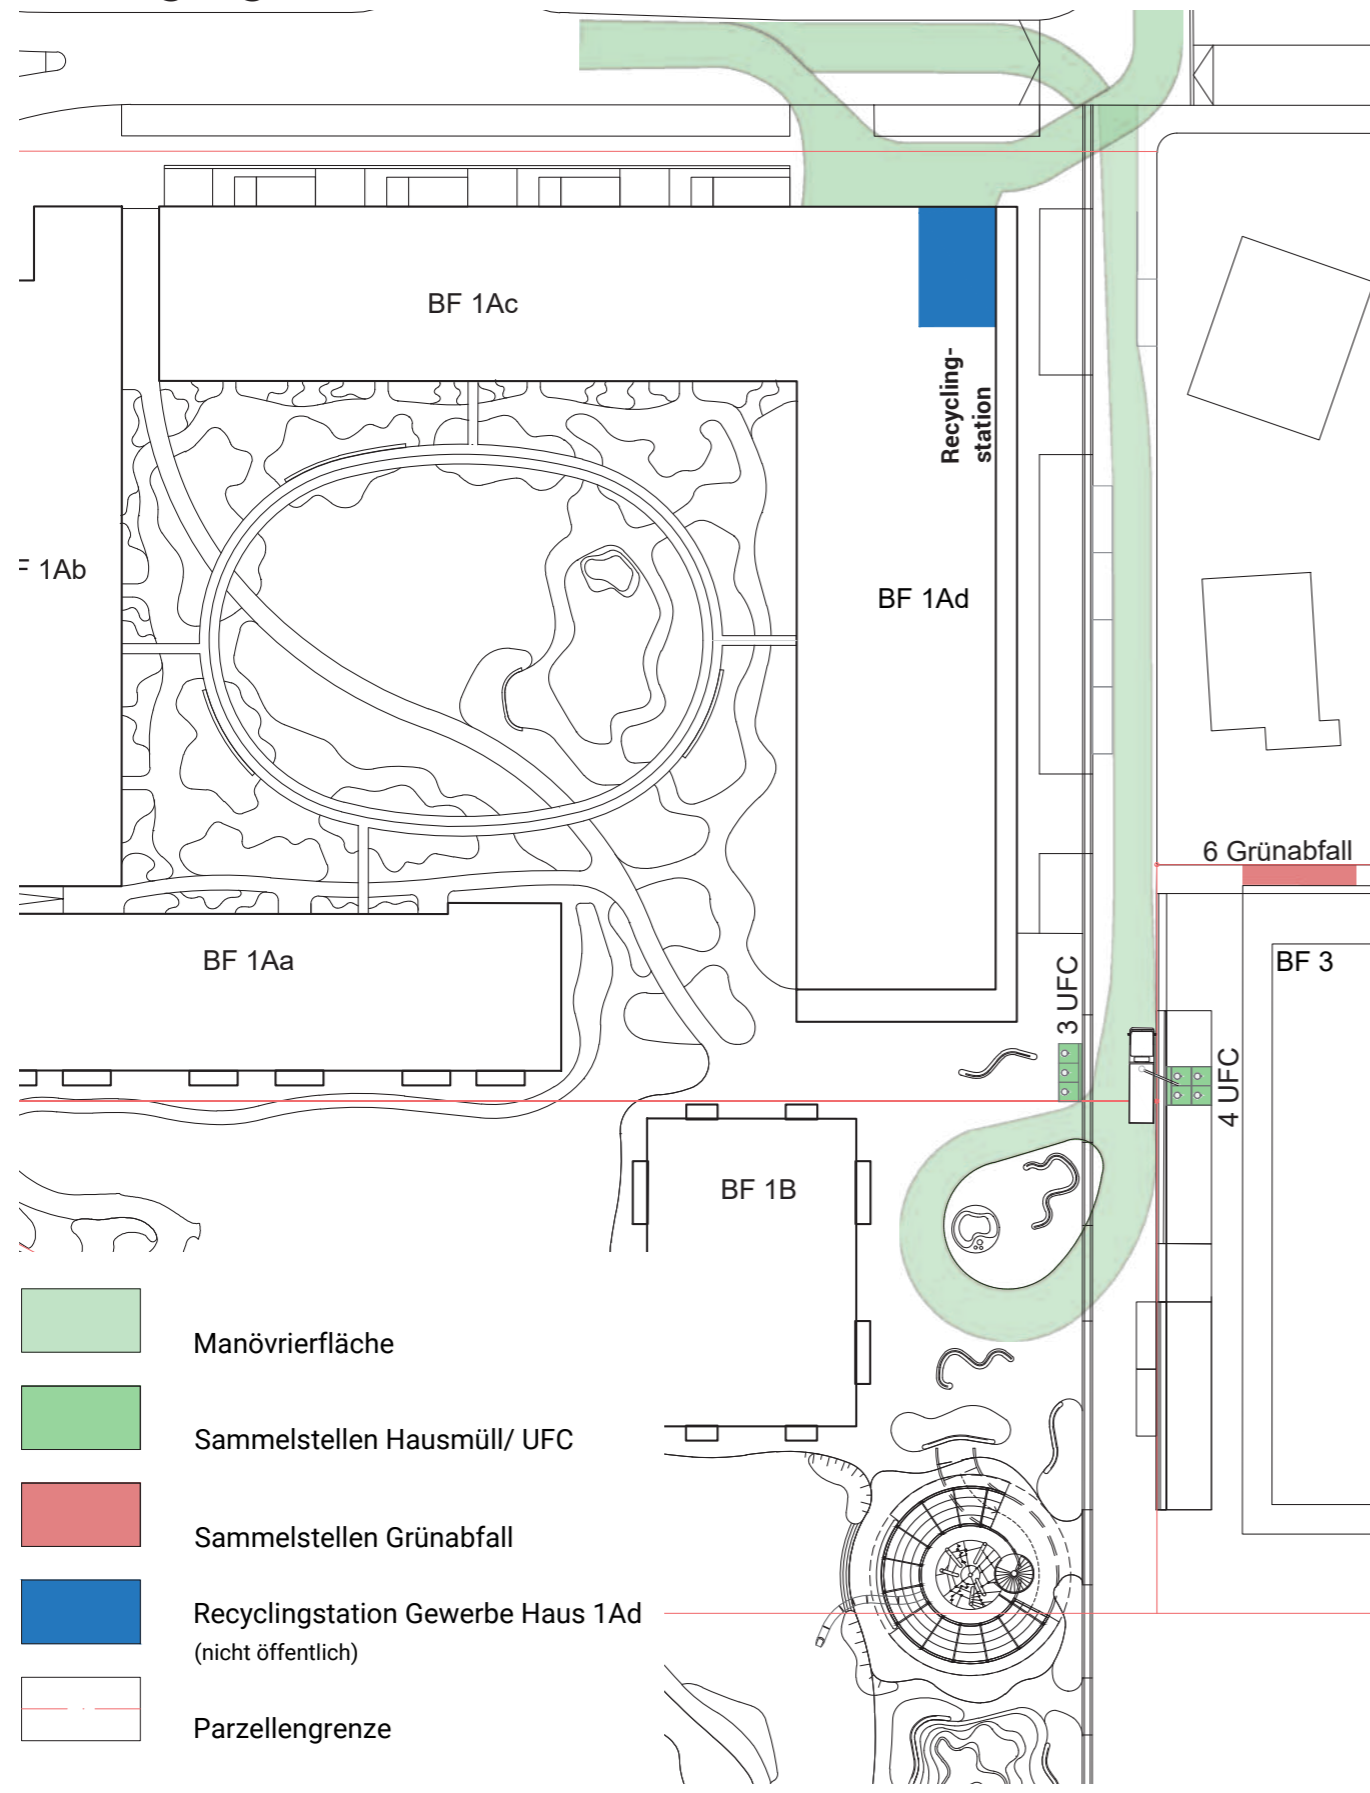 BF 1Ac
Recycling-
station
F 1Ab
BF 1Ad
6 Grünabfall
BF 1Aa
BF 3
3 UFC
4 UFC
BF 1B
Manövrierfläche
Sammelstellen Hausmüll/ UFC
Sammelstellen Grünabfall
Recyclingstation Gewerbe Haus 1Ad
(nicht öffentlich)
Parzellengrenze